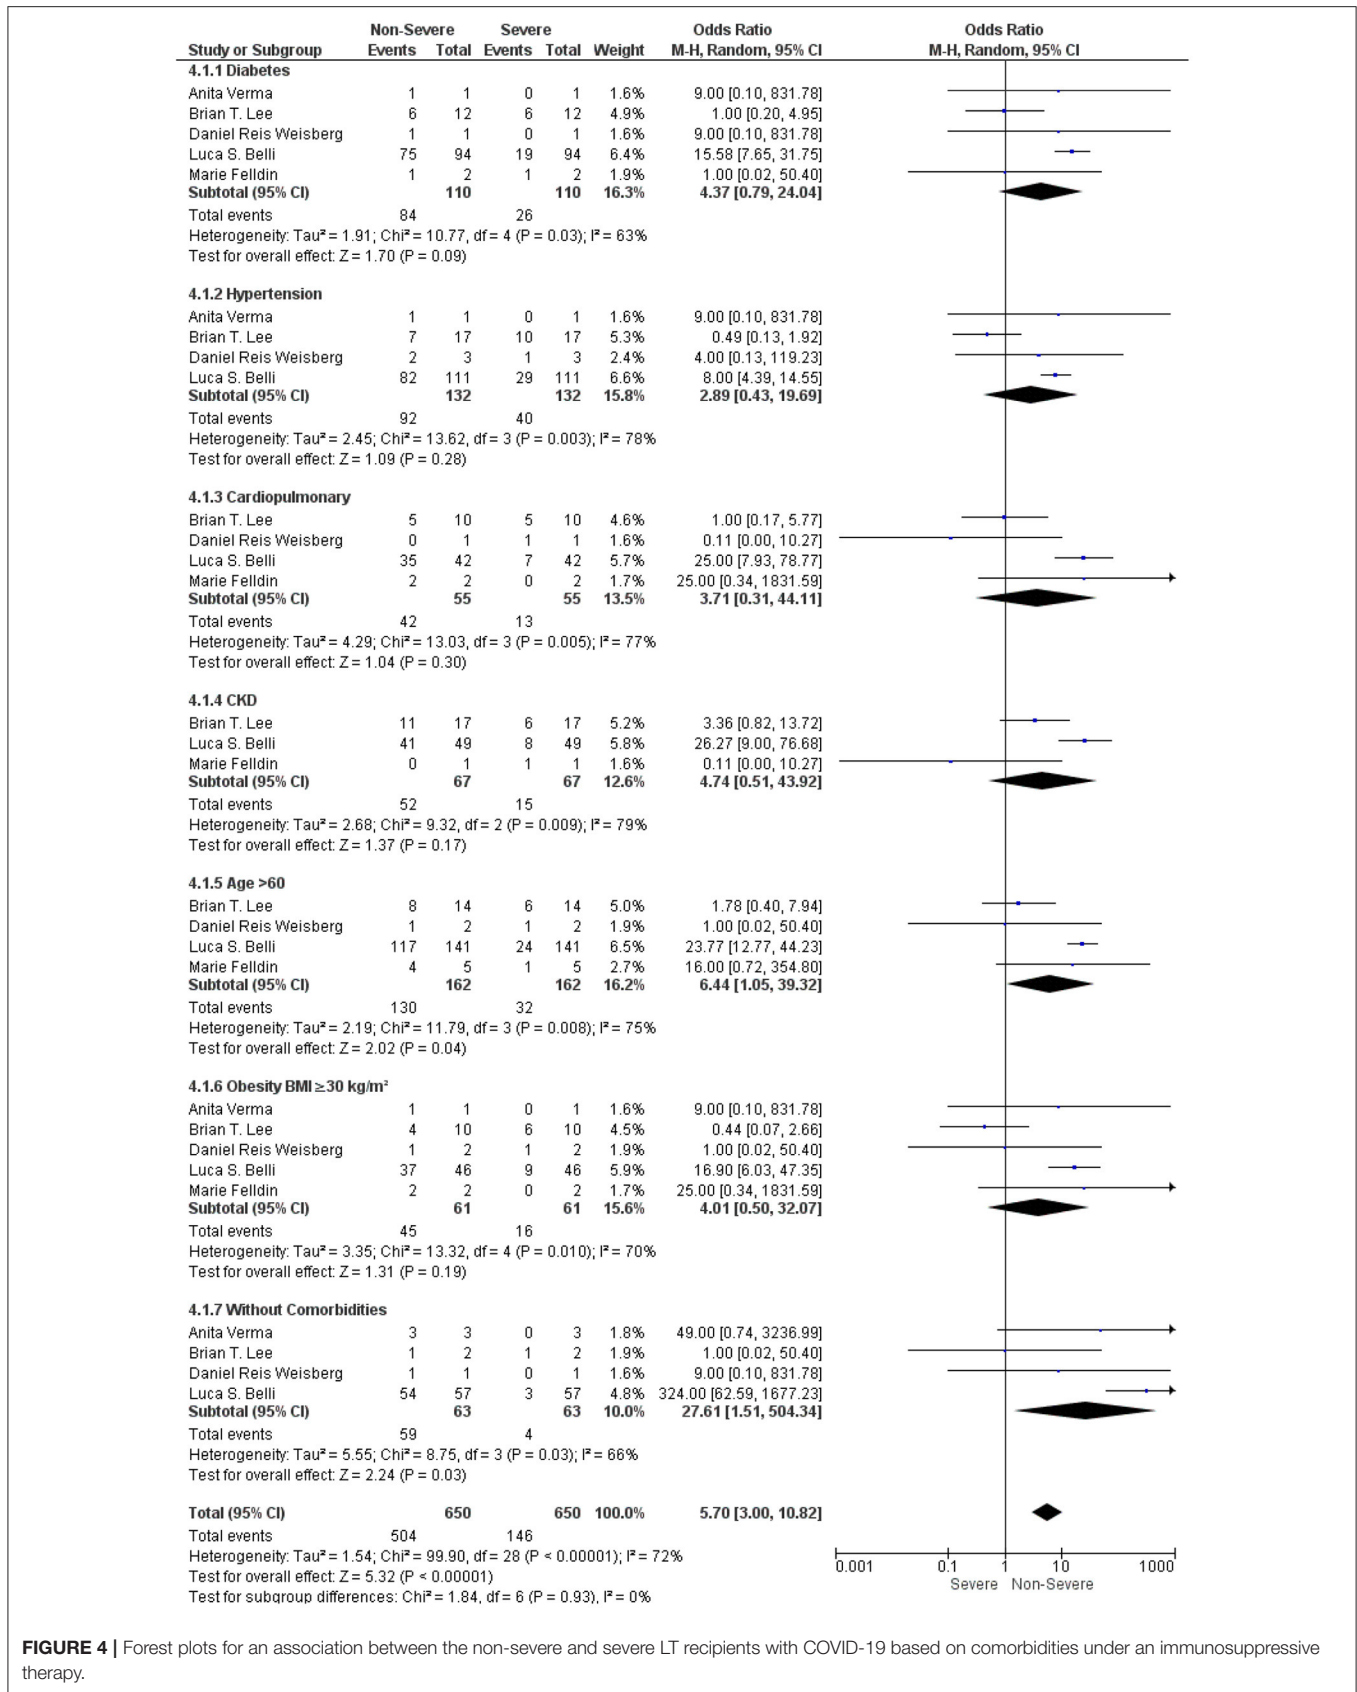 Non-Severe Severe Odds Ratio Odds Ratio
Study or Subgroup Events Total Events Total Weight M-H, Random, 95% CI M-H, Random, 95% CI
4.1.1 Diabetes
Anita Verma 1 1 0 1 1.6% 9.00 [0.10, 831.78]
Brian T. Lee 6 12 6 12 4.9% 1.00 [0.20, 4.95]
Daniel Reis Weisberg 1 1 0 1 1.6% 9.00 [0.10, 831.78]
Luca S. Belli 75 94 19 94 6.4% 15.58 [7.65, 31.75]
Marie Felldin 1 2 1 2 1.9% 1.00 [0.02, 50.40]
Subtotal (95% CI) 110 110 16.3% 4.37 [0.79, 24.04]
Total events 84 26
Heterogeneity: Tau² = 1.91; Chi² = 10.77, df = 4 (P = 0.03); I² = 63%
Test for overall effect: Z = 1.70 (P = 0.09)
4.1.2 Hypertension
Anita Verma 1 1 0 1 1.6% 9.00 [0.10, 831.78]
Brian T. Lee 7 17 10 17 5.3% 0.49 [0.13, 1.92]
Daniel Reis Weisberg 2 3 1 3 2.4% 4.00 [0.13, 119.23]
Luca S. Belli 82 111 29 111 6.6% 8.00 [4.39, 14.55]
Subtotal (95% CI) 132 132 15.8% 2.89 [0.43, 19.69]
Total events 92 40
Heterogeneity: Tau² = 2.45; Chi² = 13.62, df = 3 (P = 0.003); I² = 78%
Test for overall effect: Z = 1.09 (P = 0.28)
4.1.3 Cardiopulmonary
Brian T. Lee 5 10 5 10 4.6% 1.00 [0.17, 5.77]
Daniel Reis Weisberg 0 1 1 1 1.6% 0.11 [0.00, 10.27]
Luca S. Belli 35 42 7 42 5.7% 25.00 [7.93, 78.77]
Marie Felldin 2 2 0 2 1.7% 25.00 [0.34, 1831.59]
Subtotal (95% CI) 55 55 13.5% 3.71 [0.31, 44.11]
Total events 42 13
Heterogeneity: Tau² = 4.29; Chi² = 13.03, df = 3 (P = 0.005); I² = 77%
Test for overall effect: Z = 1.04 (P = 0.30)
4.1.4 CKD
Brian T. Lee 11 17 6 17 5.2% 3.36 [0.82, 13.72]
Luca S. Belli 41 49 8 49 5.8% 26.27 [9.00, 76.68]
Marie Felldin 0 1 1 1 1.6% 0.11 [0.00, 10.27]
Subtotal (95% CI) 67 67 12.6% 4.74 [0.51, 43.92]
Total events 52 15
Heterogeneity: Tau² = 2.68; Chi² = 9.32, df = 2 (P = 0.009); I² = 79%
Test for overall effect: Z = 1.37 (P = 0.17)
4.1.5 Age >60
Brian T. Lee 8 14 6 14 5.0% 1.78 [0.40, 7.94]
Daniel Reis Weisberg 1 2 1 2 1.9% 1.00 [0.02, 50.40]
Luca S. Belli 117 141 24 141 6.5% 23.77 [12.77, 44.23]
Marie Felldin 4 5 1 5 2.7% 16.00 [0.72, 354.80]
Subtotal (95% CI) 162 162 16.2% 6.44 [1.05, 39.32]
Total events 130 32
Heterogeneity: Tau² = 2.19; Chi² = 11.79, df = 3 (P = 0.008); I² = 75%
Test for overall effect: Z = 2.02 (P = 0.04)
4.1.6 Obesity BMI ≥30 kg/m²
Anita Verma 1 1 0 1 1.6% 9.00 [0.10, 831.78]
Brian T. Lee 4 10 6 10 4.5% 0.44 [0.07, 2.66]
Daniel Reis Weisberg 1 2 1 2 1.9% 1.00 [0.02, 50.40]
Luca S. Belli 37 46 9 46 5.9% 16.90 [6.03, 47.35]
Marie Felldin 2 2 0 2 1.7% 25.00 [0.34, 1831.59]
Subtotal (95% CI) 61 61 15.6% 4.01 [0.50, 32.07]
Total events 45 16
Heterogeneity: Tau² = 3.35; Chi² = 13.32, df = 4 (P = 0.010); I² = 70%
Test for overall effect: Z = 1.31 (P = 0.19)
4.1.7 Without Comorbidities
Anita Verma 3 3 0 3 1.8% 49.00 [0.74, 3236.99]
Brian T. Lee 1 2 1 2 1.9% 1.00 [0.02, 50.40]
Daniel Reis Weisberg 1 1 0 1 1.6% 9.00 [0.10, 831.78]
Luca S. Belli 54 57 3 57 4.8% 324.00 [62.59, 1677.23]
Subtotal (95% CI) 63 63 10.0% 27.61 [1.51, 504.34]
Total events 59 4
Heterogeneity: Tau² = 5.55; Chi² = 8.75, df = 3 (P = 0.03); I² = 66%
Test for overall effect: Z = 2.24 (P = 0.03)
Total (95% CI) 650 650 100.0% 5.70 [3.00, 10.82]
Total events 504 146
Heterogeneity: Tau² = 1.54; Chi² = 99.90, df = 28 (P < 0.00001); I² = 72%
Test for overall effect: Z = 5.32 (P < 0.00001)
Test for subgroup differences: Chi² = 1.84, df = 6 (P = 0.93), I² = 0%
0.001 0.1 1 10 1000
Severe Non-Severe
FIGURE 4 | Forest plots for an association between the non-severe and severe LT recipients with COVID-19 based on comorbidities under an immunosuppressive
therapy.